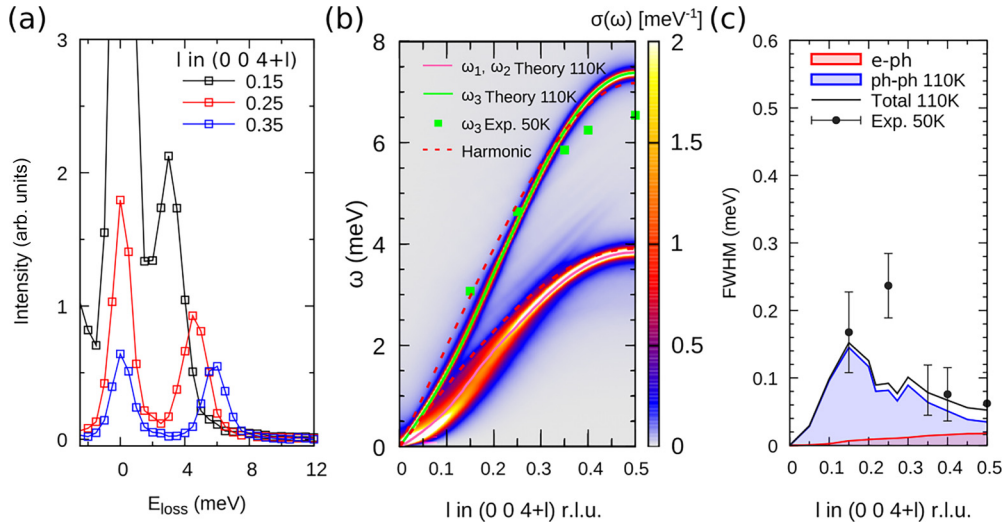 (a)
3
2
1
0
Intensity (arb. units)
l in (0 0 4+l)
0.15
0.25
0.35
0 4 8 12
E_loss (meV)
(b)
σ(ω) [meV⁻¹]
8
6
4
2
0
ω (meV)
ω₁, ω₂ Theory 110K
ω₃ Theory 110K
ω₃ Exp. 50K
Harmonic
0.0 0.1 0.2 0.3 0.4 0.5
l in (0 0 4+l) r.l.u.
2
1.5
1
0.5
0
(c)
0.6
0.5
0.4
0.3
0.2
0.1
0.0
FWHM (meV)
e-ph
ph-ph 110K
Total 110K
Exp. 50K
0.0 0.1 0.2 0.3 0.4 0.5
l in (0 0 4+l) r.l.u.